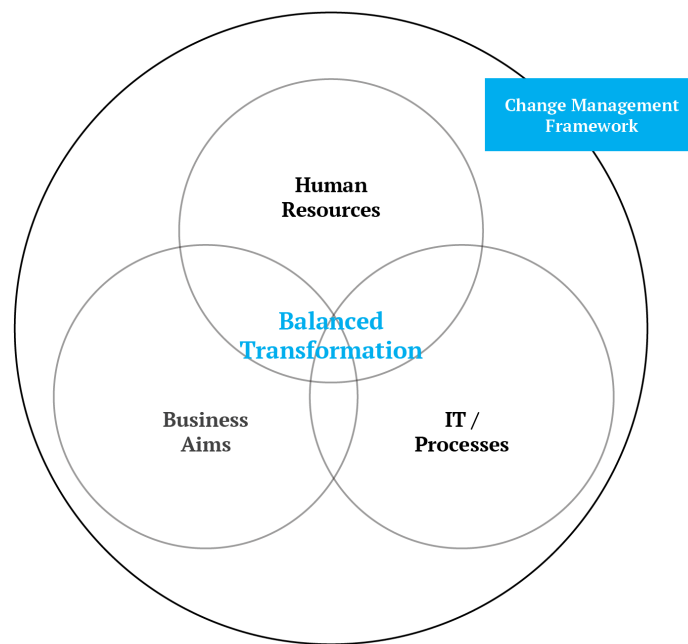 Change Management
Framework
Human
Resources
Balanced
Transformation
Business
Aims
IT /
Processes